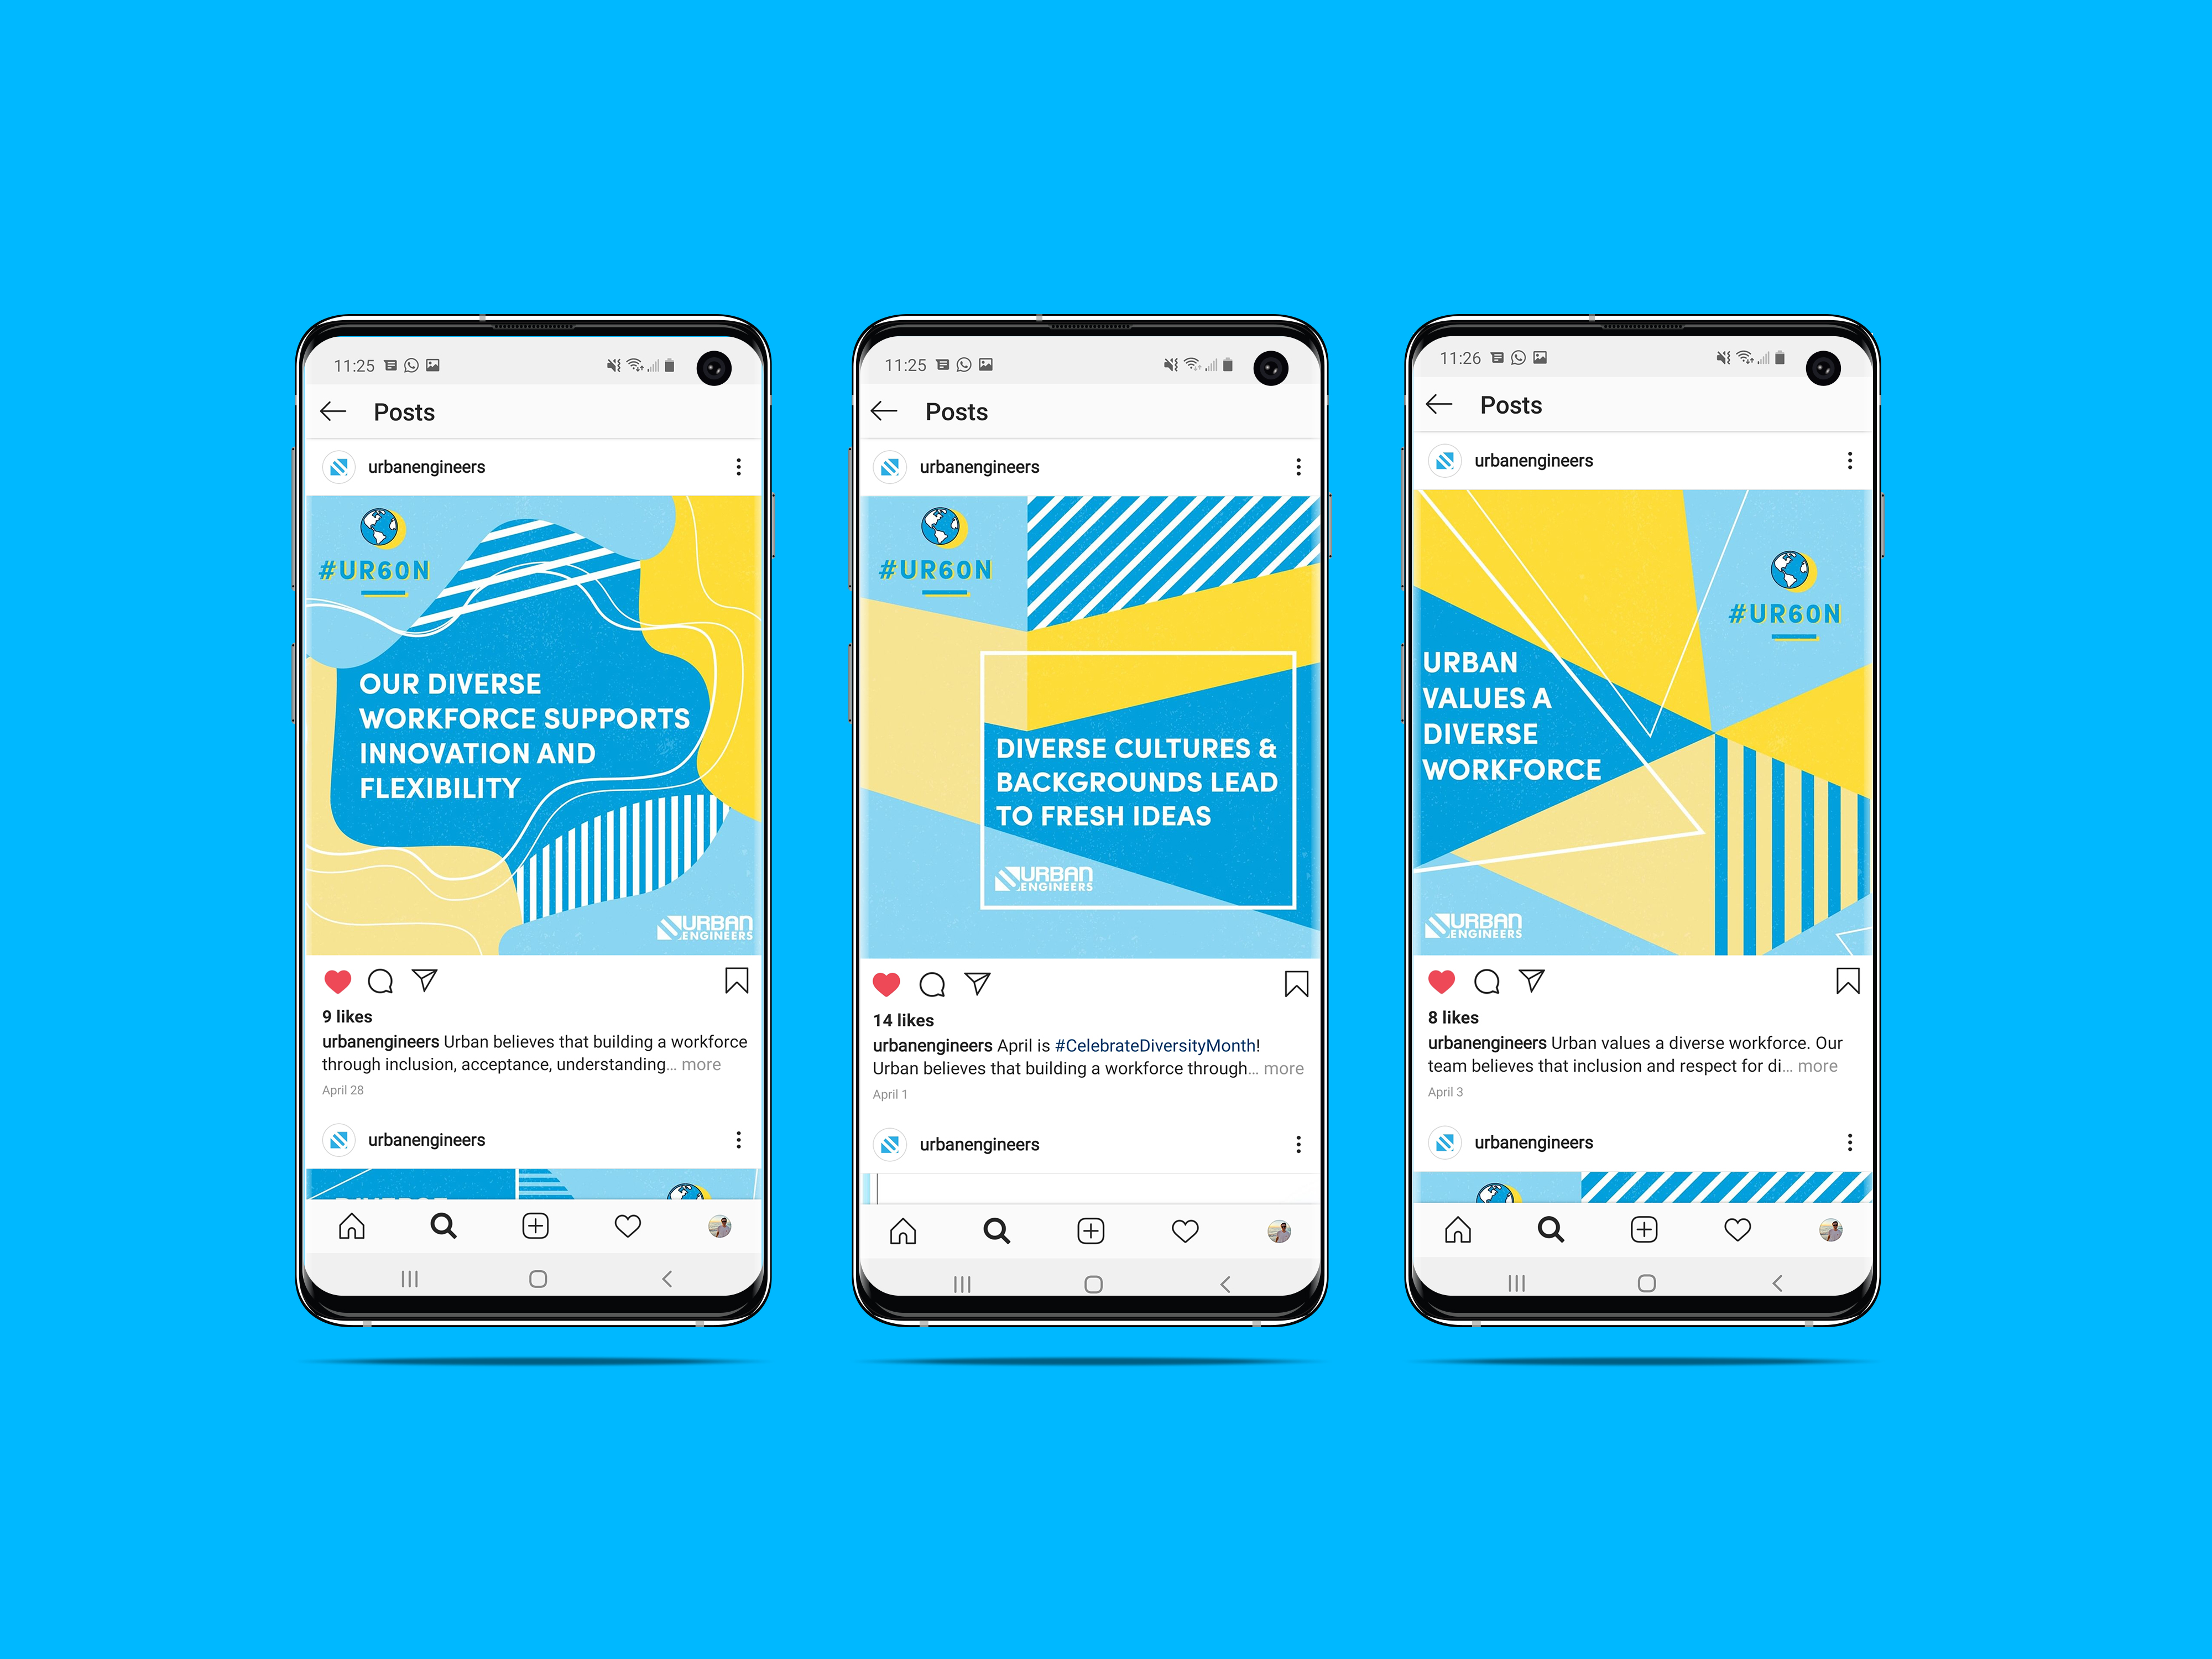 11:25
Posts
urbanengineers
#UR60N
OUR DIVERSE
WORKFORCE SUPPORTS
INNOVATION AND
FLEXIBILITY
URBAN
ENGINEERS
9 likes
urbanengineers Urban believes that building a workforce
through inclusion, acceptance, understanding... more
April 28
urbanengineers
11:25
Posts
urbanengineers
#UR60N
DIVERSE CULTURES &
BACKGROUNDS LEAD
TO FRESH IDEAS
URBAN
ENGINEERS
14 likes
urbanengineers April is #CelebrateDiversityMonth!
Urban believes that building a workforce through... more
April 1
urbanengineers
11:26
Posts
urbanengineers
#UR60N
URBAN
VALUES A
DIVERSE
WORKFORCE
URBAN
ENGINEERS
8 likes
urbanengineers Urban values a diverse workforce. Our
team believes that inclusion and respect for di... more
April 3
urbanengineers